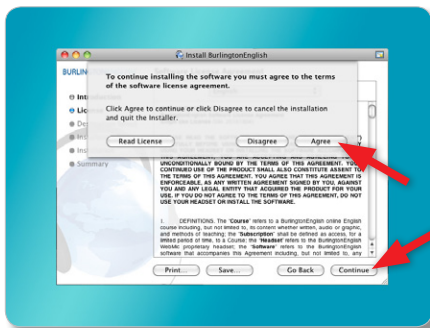 Install BurlingtonEnglish
BURLIN
To continue installing the software you must agree to the terms
of the software license agreement.
Click Agree to continue or click Disagree to cancel the installation
and quit the Installer.
Read License Disagree Agree
Summary
UNCONDITIONALLY BOUND BY THE TERMS OF THIS AGREEMENT. YOUR
CONTINUED USE OF THE PRODUCT SHALL ALSO CONSTITUTE ASSENT TO
THE TERMS OF THIS AGREEMENT. YOU AGREE THAT THIS AGREEMENT IS
ENFORCEABLE, AS ANY WRITTEN AGREEMENT SIGNED BY YOU, AGAINST
YOU AND ANY LEGAL ENTITY THAT ACQUIRED THE PRODUCT FOR YOUR
USE. IF YOU DO NOT AGREE TO THE TERMS OF THIS AGREEMENT, DO NOT
USE YOUR HEADSET OR INSTALL THE SOFTWARE.
1. DEFINITIONS. The "Course" refers to a BurlingtonEnglish online English
course including, but not limited to, its content whether written, audio or graphic,
and methods of teaching; the "Subscription" shall be defined as access, for a
limited period of time, to a Course; the "Headset" refers to the BurlingtonEnglish
WebMic proprietary headset; the "Software" refers to the BurlingtonEnglish
software that accompanies this Agreement including, but not limited to, any
Print... Save... Go Back Continue